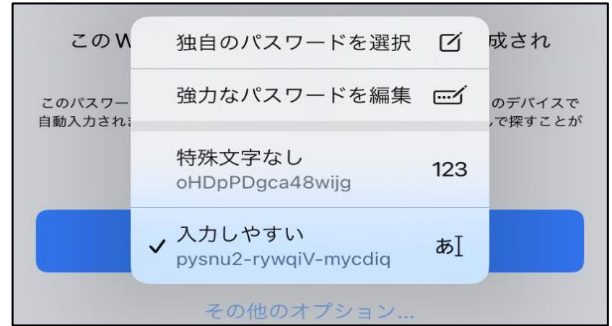 このW
成され
独自のパスワードを選択
強力なパスワードを編集
このパスワー
のデバイスで
自動入力され
で探すことが
特殊文字なし
oHDpPDgca48wijg
123
入力しやすい
pysnu2-rywqiV-mycdiq
あ
その他のオプション...